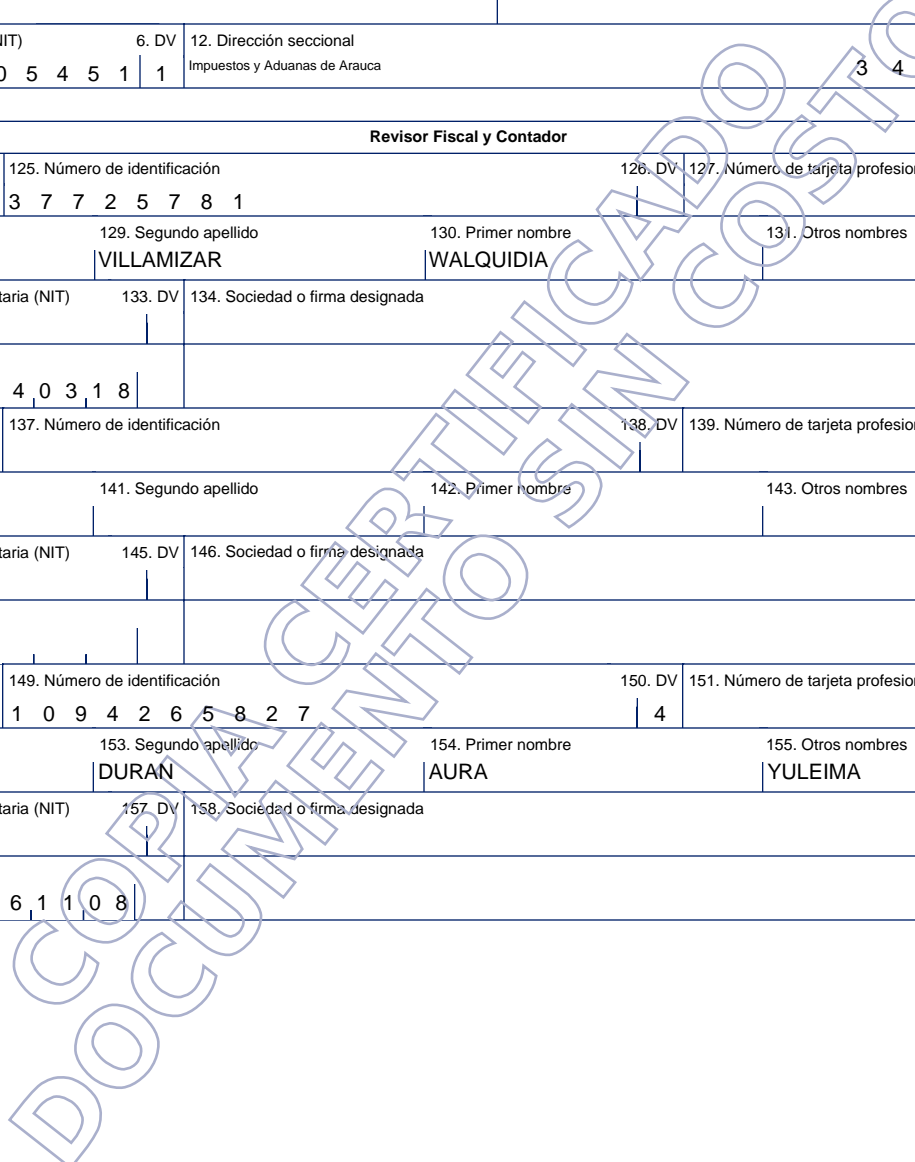 NIT) 6. DV 12. Dirección seccional
0 5 4 5 1 1 Impuestos y Aduanas de Arauca 3 4
Revisor Fiscal y Contador
125. Número de identificación 126. DV 127. Número de tarjeta profesion
3 7 7 2 5 7 8 1
129. Segundo apellido 130. Primer nombre 131. Otros nombres
VILLAMIZAR WALQUIDIA
taria (NIT) 133. DV 134. Sociedad o firma designada
4 0 3 1 8
137. Número de identificación 138. DV 139. Número de tarjeta profesion
141. Segundo apellido 142. Primer nombre 143. Otros nombres
taria (NIT) 145. DV 146. Sociedad o firma designada
149. Número de identificación 150. DV 151. Número de tarjeta profesion
1 0 9 4 2 6 5 8 2 7 4
153. Segundo apellido 154. Primer nombre 155. Otros nombres
DURAN AURA YULEIMA
taria (NIT) 157. DV 158. Sociedad o firma designada
6 1 1 0 8
COPIA CERTIFICADO
DOCUMENTO SIN COSTO